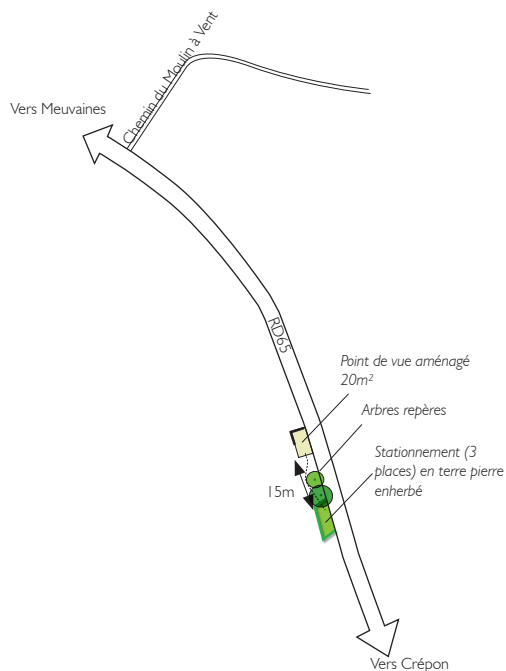 Chemin du Moulin à Vent
Vers Meuvaines
RD65
Point de vue aménagé
20m²
Arbres repères
Stationnement (3
places) en terre pierre
enherbé
15m
Vers Crépon